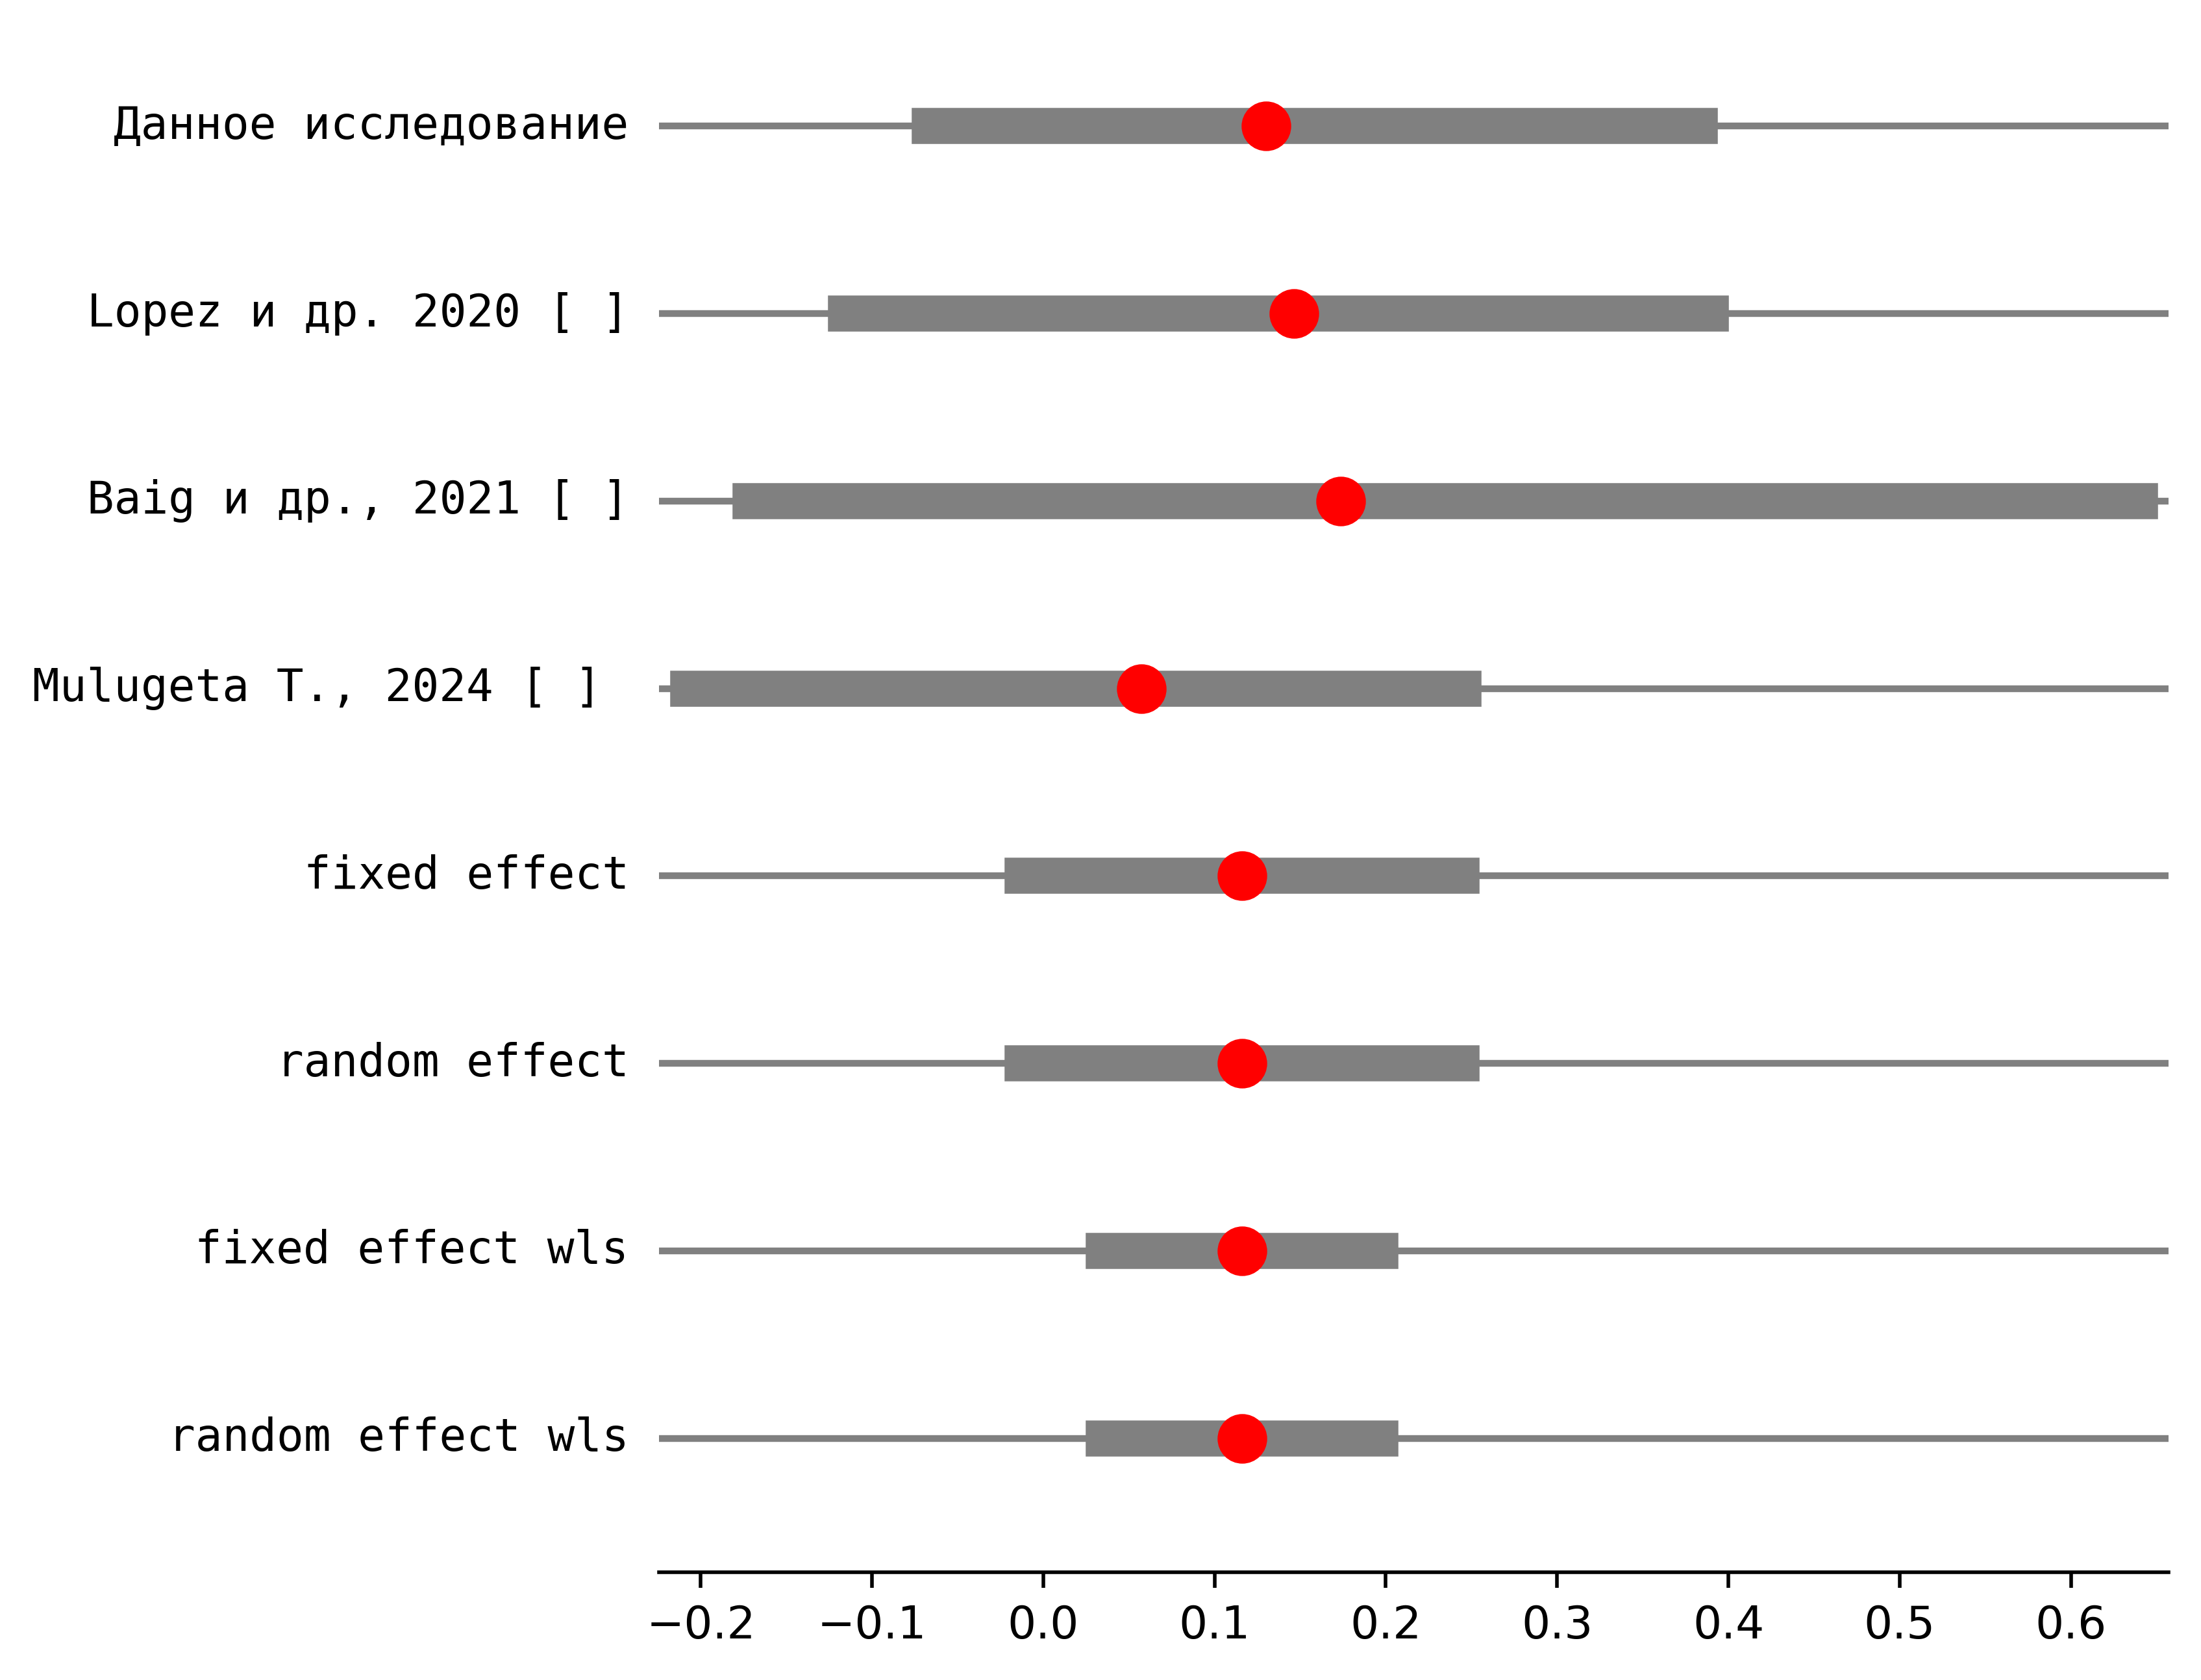 Данное исследование
Lopez и др. 2020 [ ]
Baig и др., 2021 [ ]
Mulugeta T., 2024 [ ]
fixed effect
random effect
fixed effect wls
random effect wls
−0.2 −0.1 0.0 0.1 0.2 0.3 0.4 0.5 0.6